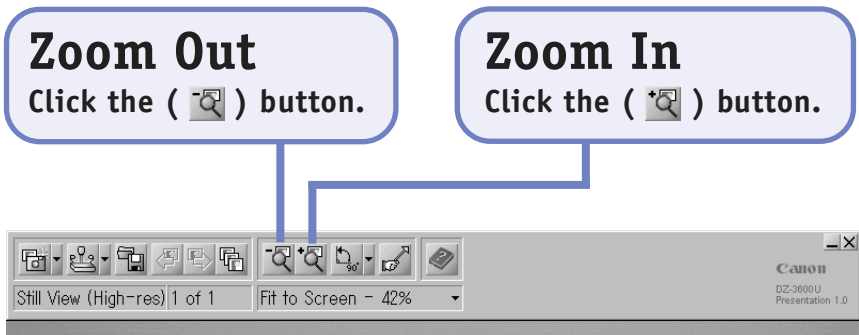 Zoom Out
Click the ( ) button.
Zoom In
Click the ( ) button.
90°
Canon
DZ-3600U
Presentation 1.0
Still View (High-res) 1 of 1
Fit to Screen - 42%